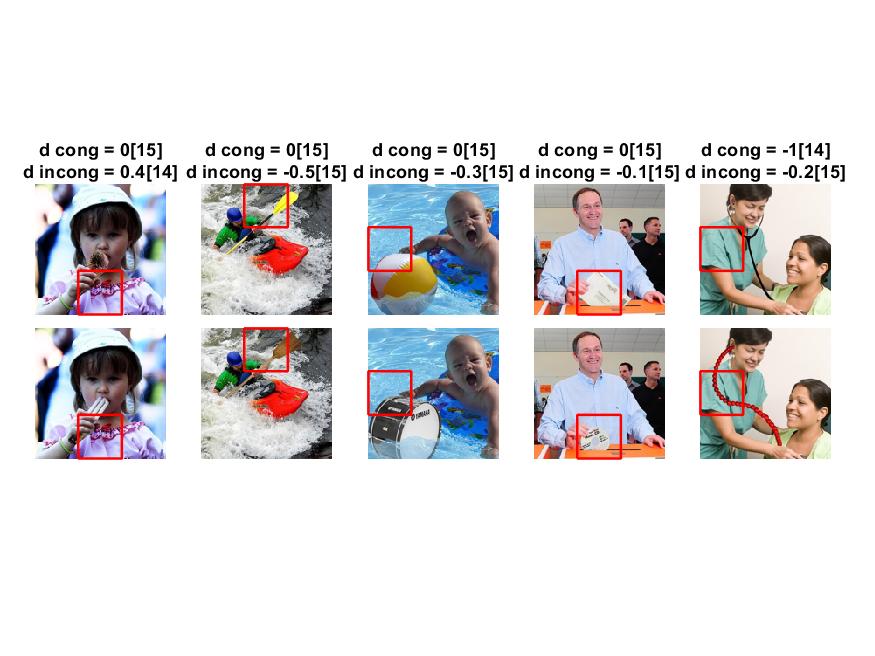 d cong = 0[15]
d incong = 0.4[14]
d cong = 0[15]
d incong = -0.5[15]
d cong = 0[15]
d incong = -0.3[15]
d cong = 0[15]
d incong = -0.1[15]
d cong = -1[14]
d incong = -0.2[15]
YAMAHA